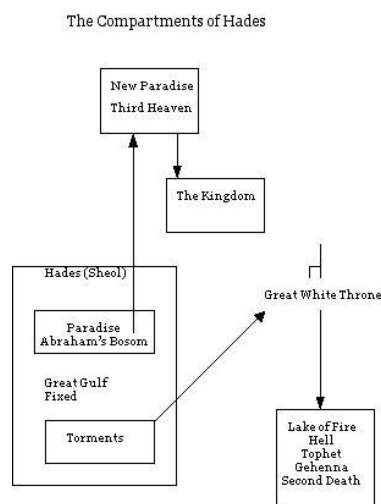 The Compartments of Hades
New Paradise
Third Heaven
The Kingdom
Hades (Sheol)
Paradise
Abraham's Bosom
Great Gulf
Fixed
Torments
Great White Throne
Lake of Fire
Hell
Tophet
Gehenna
Second Death